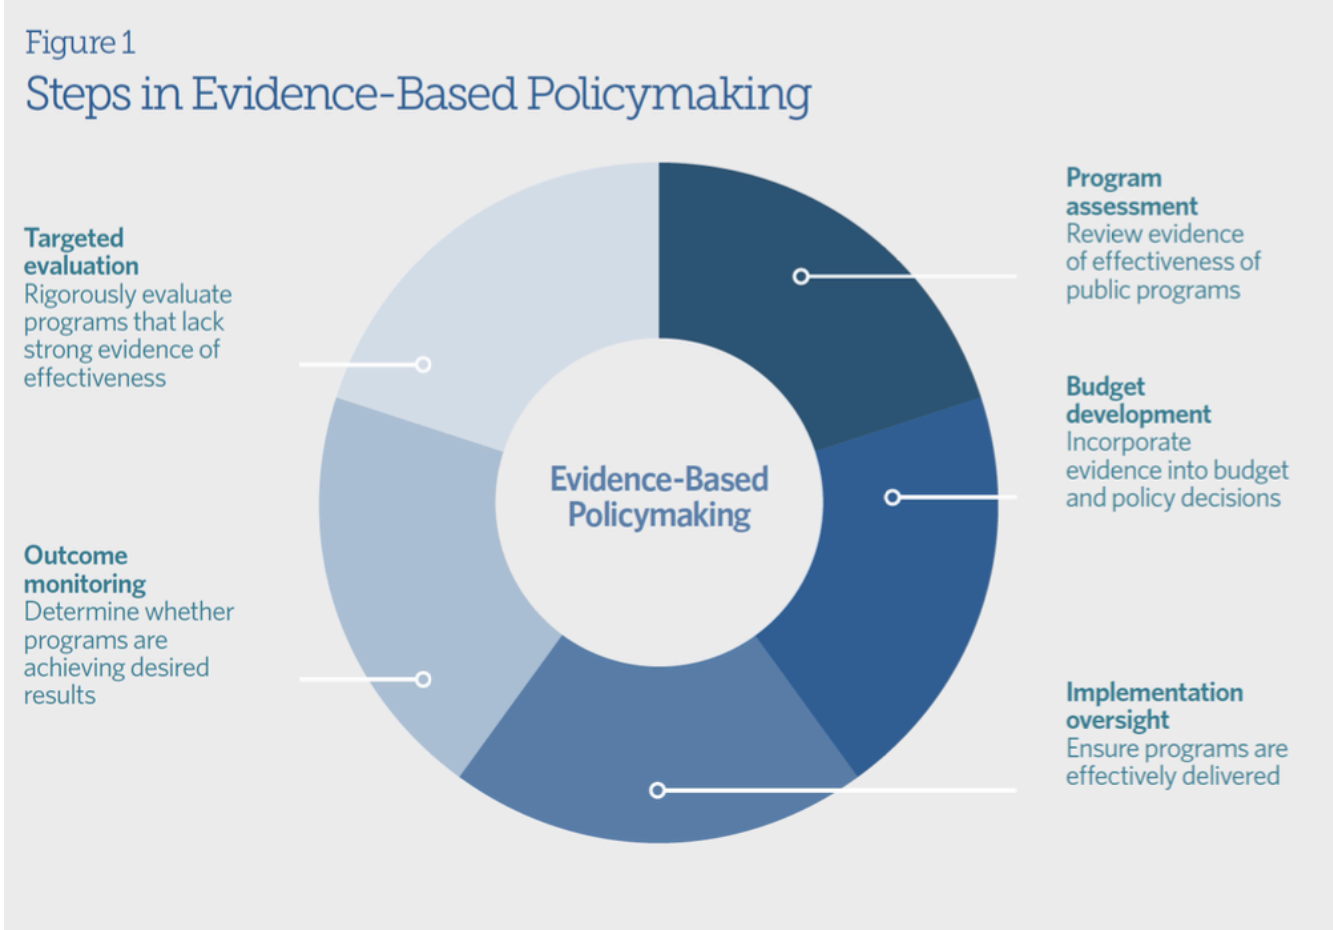 Figure 1
Steps in Evidence-Based Policymaking
Program
assessment
Review evidence
of effectiveness of
public programs
Budget
development
Incorporate
evidence into budget
and policy decisions
Implementation
oversight
Ensure programs are
effectively delivered
Outcome
monitoring
Determine whether
programs are
achieving desired
results
Targeted
evaluation
Rigorously evaluate
programs that lack
strong evidence of
effectiveness
Evidence-Based
Policymaking